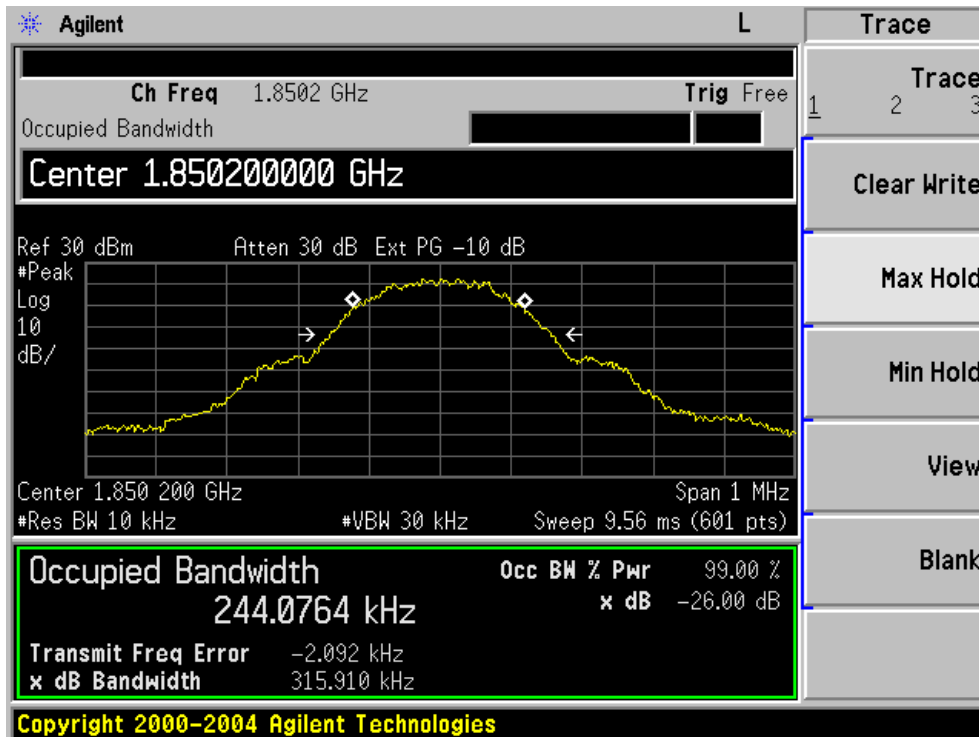 Agilent L Trace
Ch Freq 1.8502 GHz Trig Free
Occupied Bandwidth
Center 1.850200000 GHz
Ref 30 dBm Atten 30 dB Ext PG -10 dB
#Peak
Log
10
dB/
Center 1.850 200 GHz Span 1 MHz
#Res BW 10 kHz #VBW 30 kHz Sweep 9.56 ms (601 pts)
Occupied Bandwidth
244.0764 kHz
Occ BW % Pwr 99.00 %
x dB -26.00 dB
Transmit Freq Error -2.092 kHz
x dB Bandwidth 315.910 kHz
Copyright 2000-2004 Agilent Technologies
Trace
1 2 3
Clear Write
Max Hold
Min Hold
View
Blank